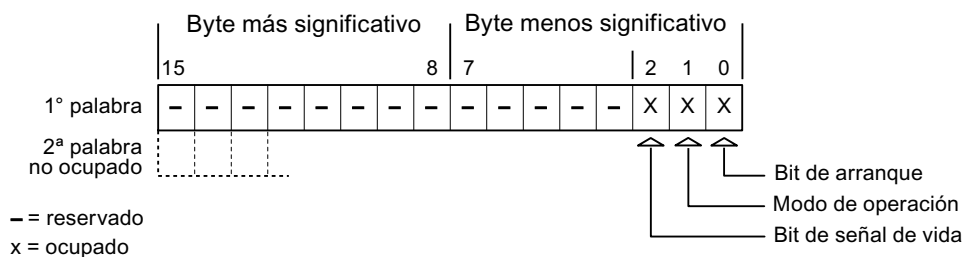 Byte más significativo Byte menos significativo
15 8 7 2 1 0
1° palabra – – – – – – – – – – – – – X X X
2ª palabra
no ocupado
Bit de arranque
Modo de operación
Bit de señal de vida
– = reservado
x = ocupado